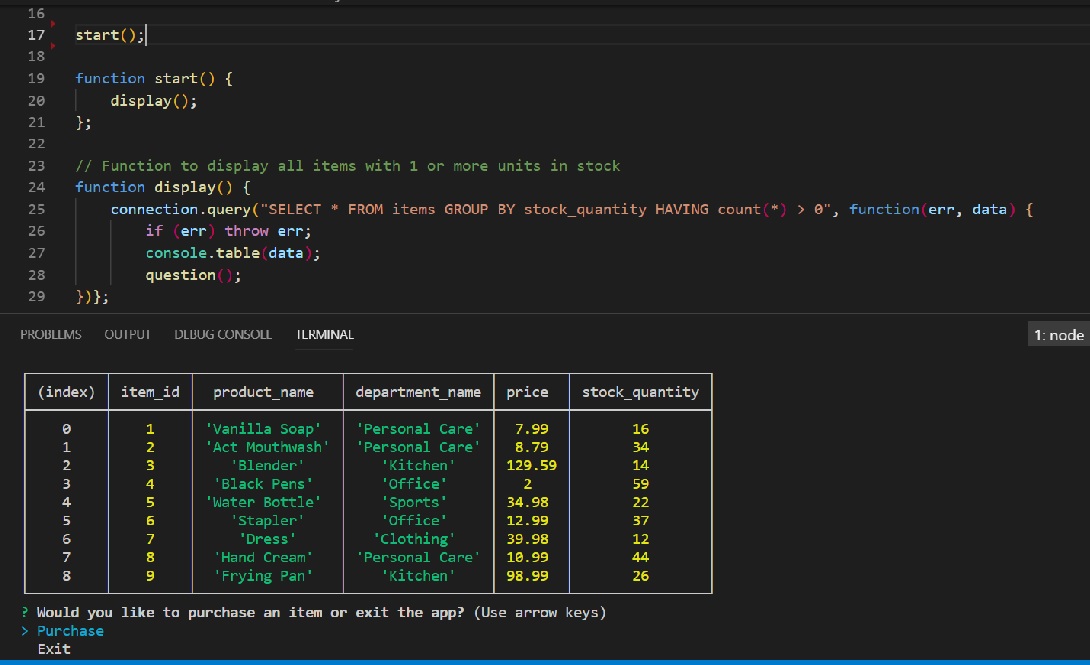 16
17 start();
18
19 function start() {
20 display();
21 };
22
23 // Function to display all items with 1 or more units in stock
24 function display() {
25 connection.query("SELECT * FROM items GROUP BY stock_quantity HAVING count(*) > 0", function(err, data) {
26 if (err) throw err;
27 console.table(data);
28 question();
29 })};
PROBLEMS OUTPUT DEBUG CONSOLE TERMINAL 1: node
(index) item_id product_name department_name price stock_quantity
0 1 'Vanilla Soap' 'Personal Care' 7.99 16
1 2 'Act Mouthwash' 'Personal Care' 8.79 34
2 3 'Blender' 'Kitchen' 129.59 14
3 4 'Black Pens' 'Office' 2 59
4 5 'Water Bottle' 'Sports' 34.98 22
5 6 'Stapler' 'Office' 12.99 37
6 7 'Dress' 'Clothing' 39.98 12
7 8 'Hand Cream' 'Personal Care' 10.99 44
8 9 'Frying Pan' 'Kitchen' 98.99 26
? Would you like to purchase an item or exit the app? (Use arrow keys)
> Purchase
Exit